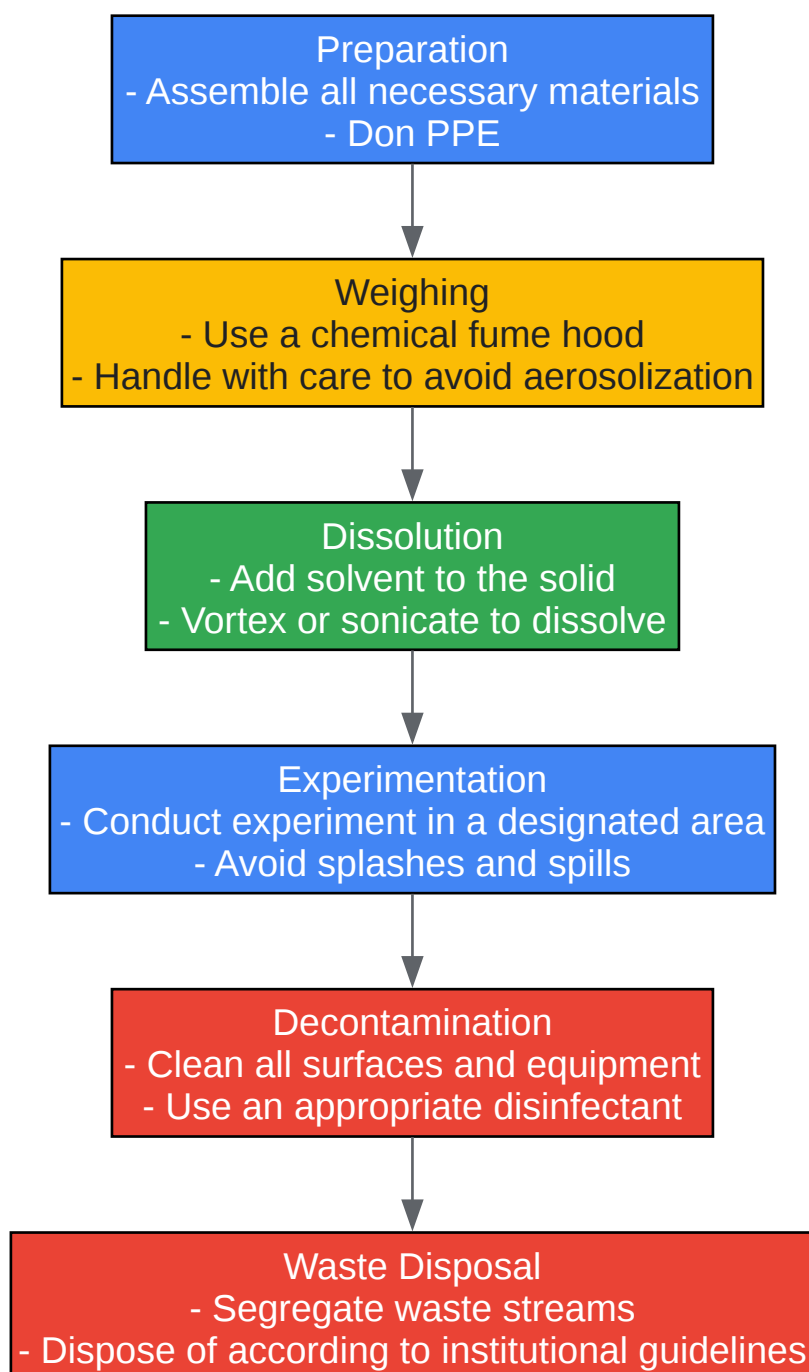 Preparation
- Assemble all necessary materials
- Don PPE
Weighing
- Use a chemical fume hood
- Handle with care to avoid aerosolization
Dissolution
- Add solvent to the solid
- Vortex or sonicate to dissolve
Experimentation
- Conduct experiment in a designated area
- Avoid splashes and spills
Decontamination
- Clean all surfaces and equipment
- Use an appropriate disinfectant
Waste Disposal
- Segregate waste streams
- Dispose of according to institutional guidelines